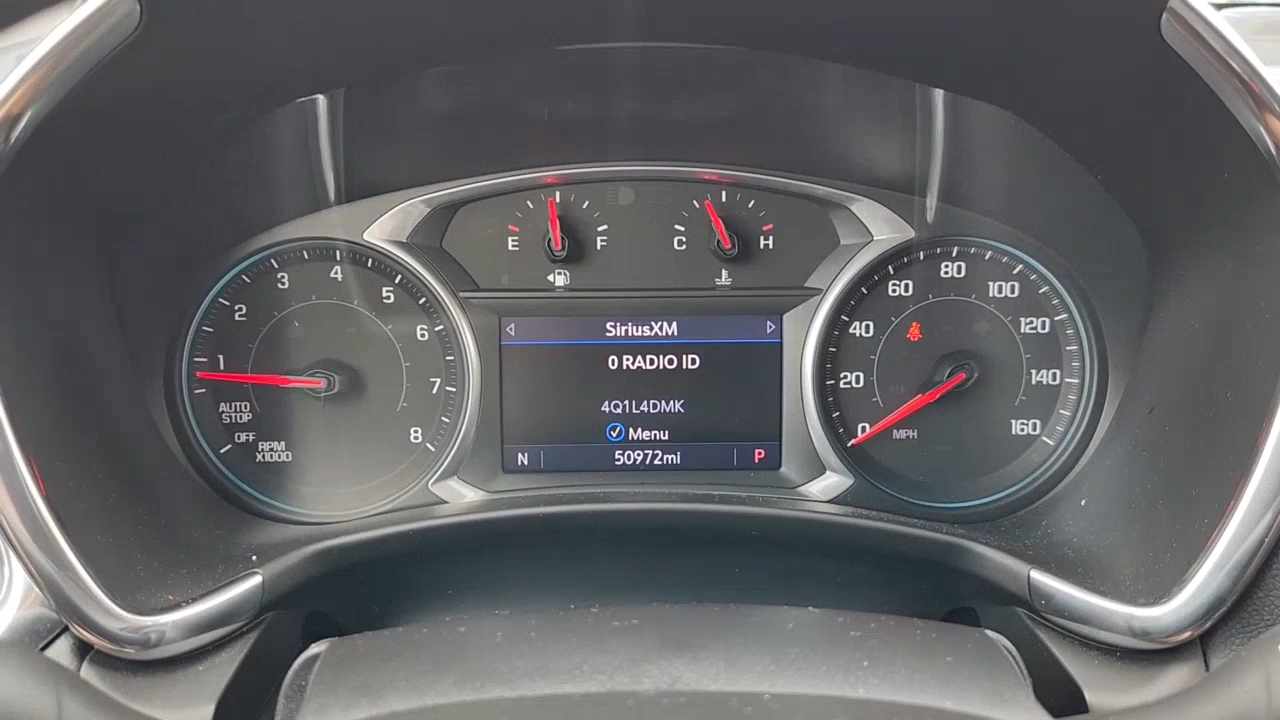 E F
C H
1 2 3 4 5 6 7 8
AUTO
STOP
OFF
RPM
X1000
SiriusXM
0 RADIO ID
4Q1L4DMK
Menu
N 50972mi P
0 20 40 60 80 100 120 140 160
MPH